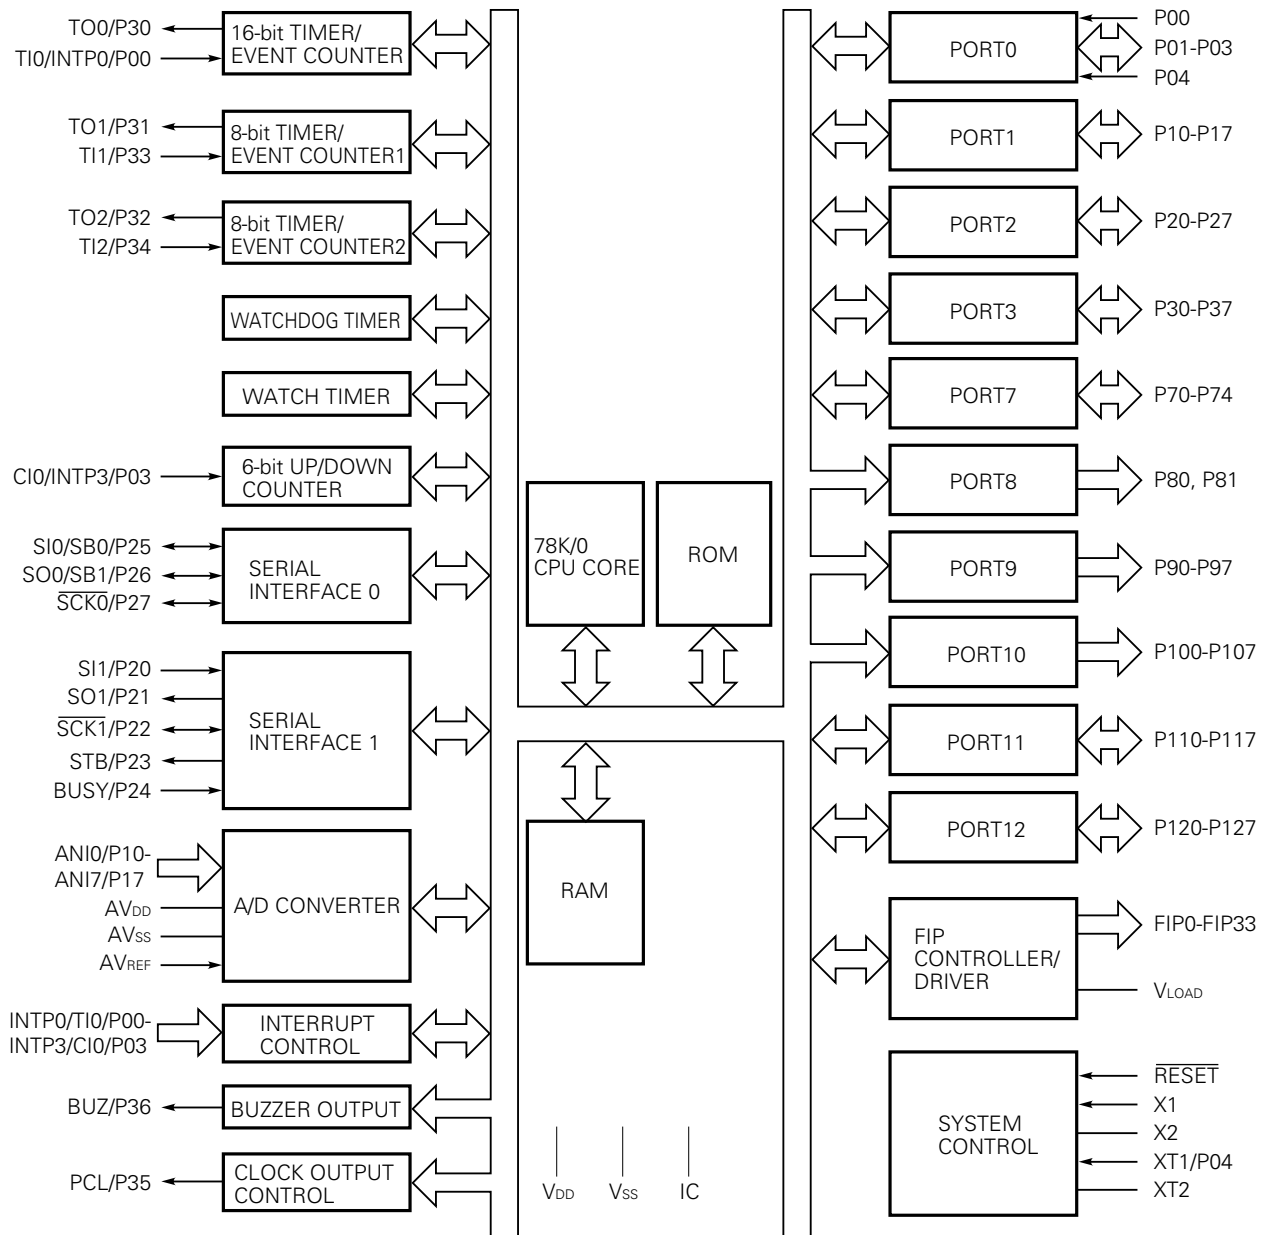 TO0/P30
TI0/INTP0/P00
16-bit TIMER/
EVENT COUNTER
TO1/P31
TI1/P33
8-bit TIMER/
EVENT COUNTER1
TO2/P32
TI2/P34
8-bit TIMER/
EVENT COUNTER2
WATCHDOG TIMER
WATCH TIMER
CI0/INTP3/P03
6-bit UP/DOWN
COUNTER
SI0/SB0/P25
SO0/SB1/P26
SCK0/P27
SERIAL
INTERFACE 0
SI1/P20
SO1/P21
SCK1/P22
STB/P23
BUSY/P24
SERIAL
INTERFACE 1
ANI0/P10-
ANI7/P17
AVDD
AVSS
AVREF
A/D CONVERTER
INTP0/TI0/P00-
INTP3/CI0/P03
INTERRUPT
CONTROL
BUZ/P36
BUZZER OUTPUT
PCL/P35
CLOCK OUTPUT
CONTROL
78K/0
CPU CORE
ROM
RAM
VDD
VSS
IC
PORT0
P00
P01-P03
P04
PORT1
P10-P17
PORT2
P20-P27
PORT3
P30-P37
PORT7
P70-P74
PORT8
P80, P81
PORT9
P90-P97
PORT10
P100-P107
PORT11
P110-P117
PORT12
P120-P127
FIP
CONTROLLER/
DRIVER
FIP0-FIP33
VLOAD
SYSTEM
CONTROL
RESET
X1
X2
XT1/P04
XT2